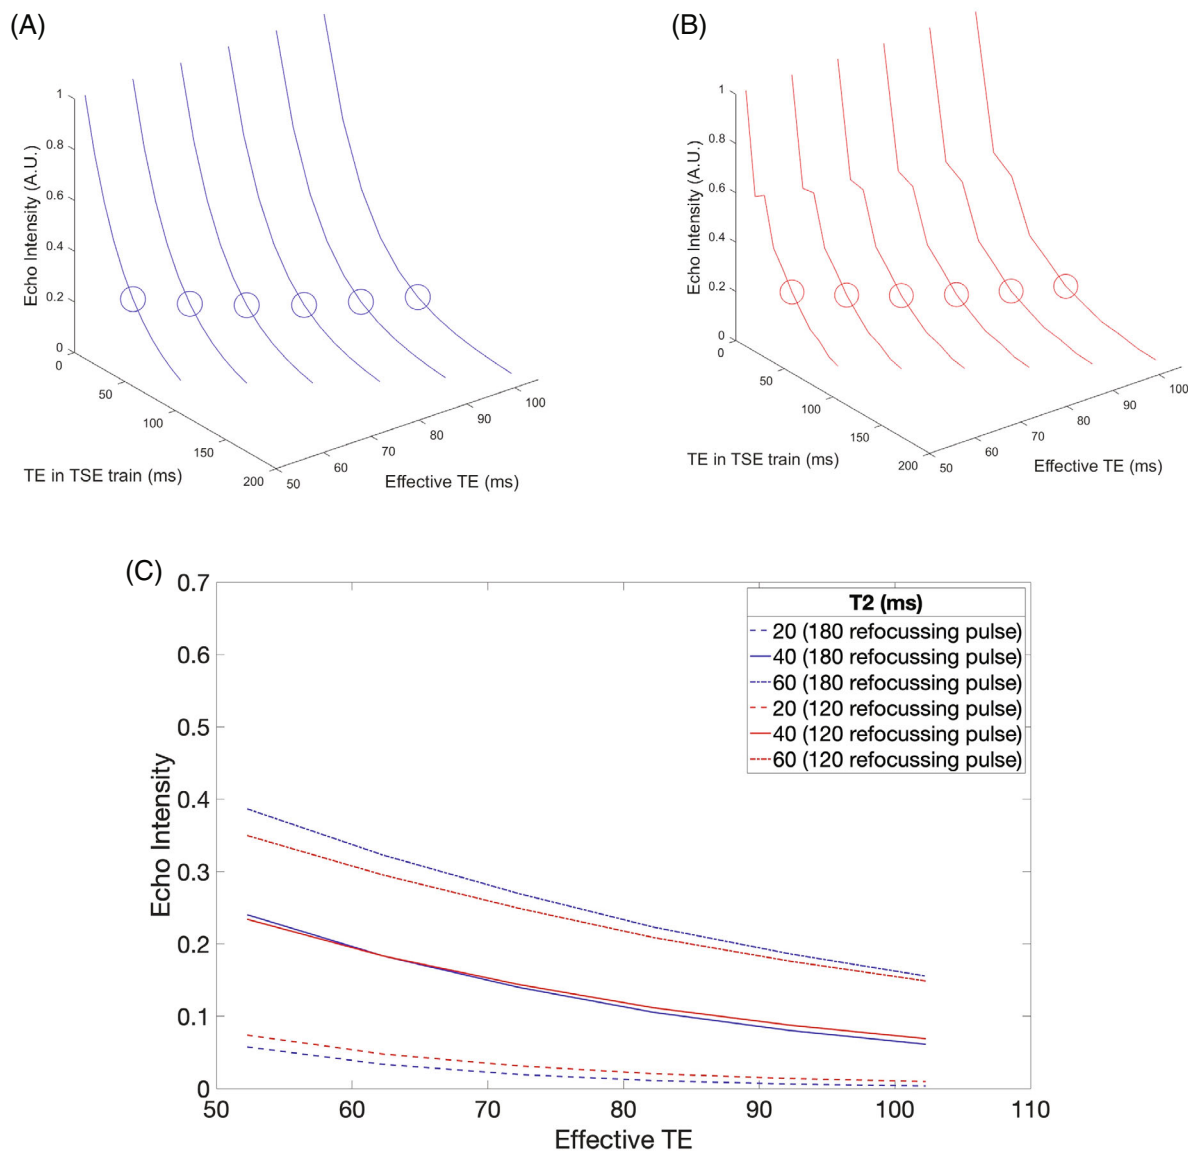 (A)
1
0.8
0.6
0.4
0.2
0
Echo Intensity (A.U.)
0
50
100
150
200
TE in TSE train (ms)
50
60
70
80
90
100
Effective TE (ms)
(B)
1
0.8
0.6
0.4
0.2
0
Echo Intensity (A.U.)
0
50
100
150
200
TE in TSE train (ms)
50
60
70
80
90
100
Effective TE (ms)
(C)
0.7
0.6
0.5
0.4
0.3
0.2
0.1
0
Echo Intensity
T2 (ms)
20 (180 refocussing pulse)
40 (180 refocussing pulse)
60 (180 refocussing pulse)
20 (120 refocussing pulse)
40 (120 refocussing pulse)
60 (120 refocussing pulse)
50 60 70 80 90 100 110
Effective TE